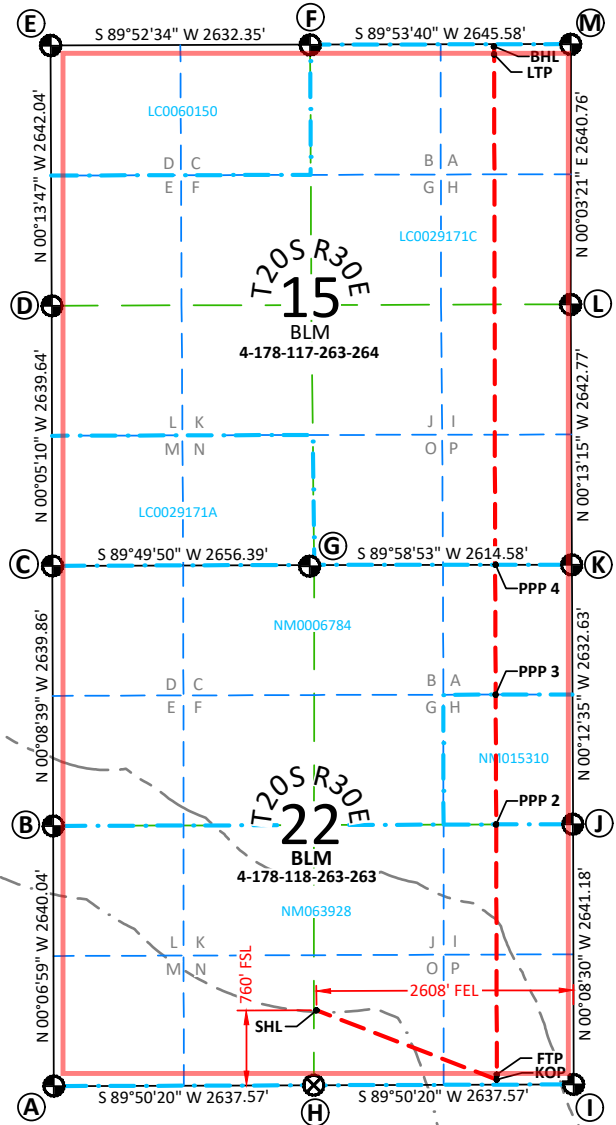 E
S 89°52'34" W 2632.35'
F
S 89°53'40" W 2645.58'
M
BHL
LTP
N 00°13'47" W 2642.04'
LC0060150
D C
E F
B A
G H
N 00°03'21" E 2640.76'
LC0029171C
T20S R30E
15
BLM
4-178-117-263-264
D
L
N 00°05'10" W 2639.64'
L K
M N
J I
O P
N 00°13'15" W 2642.77'
LC0029171A
C
S 89°49'50" W 2656.39'
G
S 89°58'53" W 2614.58'
K
PPP 4
NM0006784
N 00°08'39" W 2639.86'
D C
E F
B A
G H
PPP 3
N 00°12'35" W 2632.63'
NM015310
T20S R30E
22
BLM
4-178-118-263-263
B
PPP 2
J
NM063928
N 00°06'59" W 2640.04'
L K
M N
J I
O P
N 00°08'30" W 2641.18'
760' FSL
2608' FEL
SHL
FTP
KOP
A
S 89°50'20" W 2637.57'
H
S 89°50'20" W 2637.57'
I